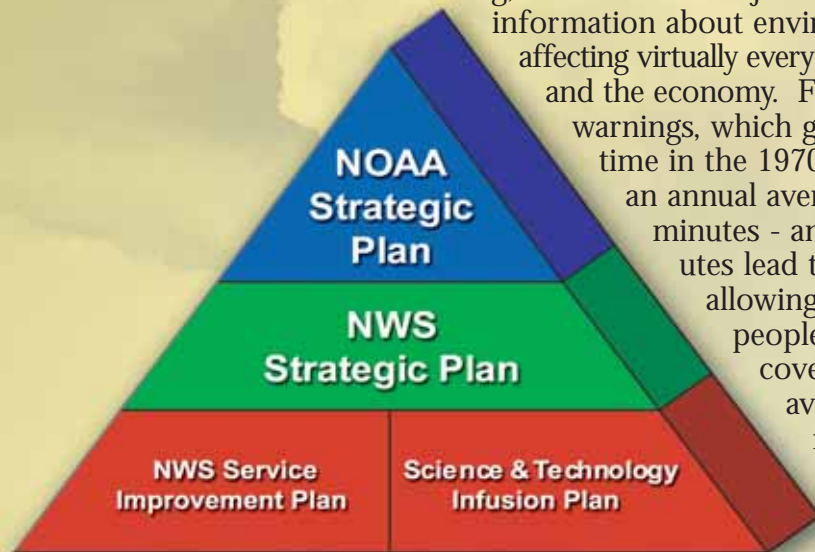 information about envir
affecting virtually every
and the economy. F
warnings, which g
time in the 1970
an annual aver
minutes - an
utes lead t
allowing
people
cove
av
NOAA
Strategic
Plan
NWS
Strategic Plan
NWS Service
Improvement Plan
Science & Technology
Infusion Plan